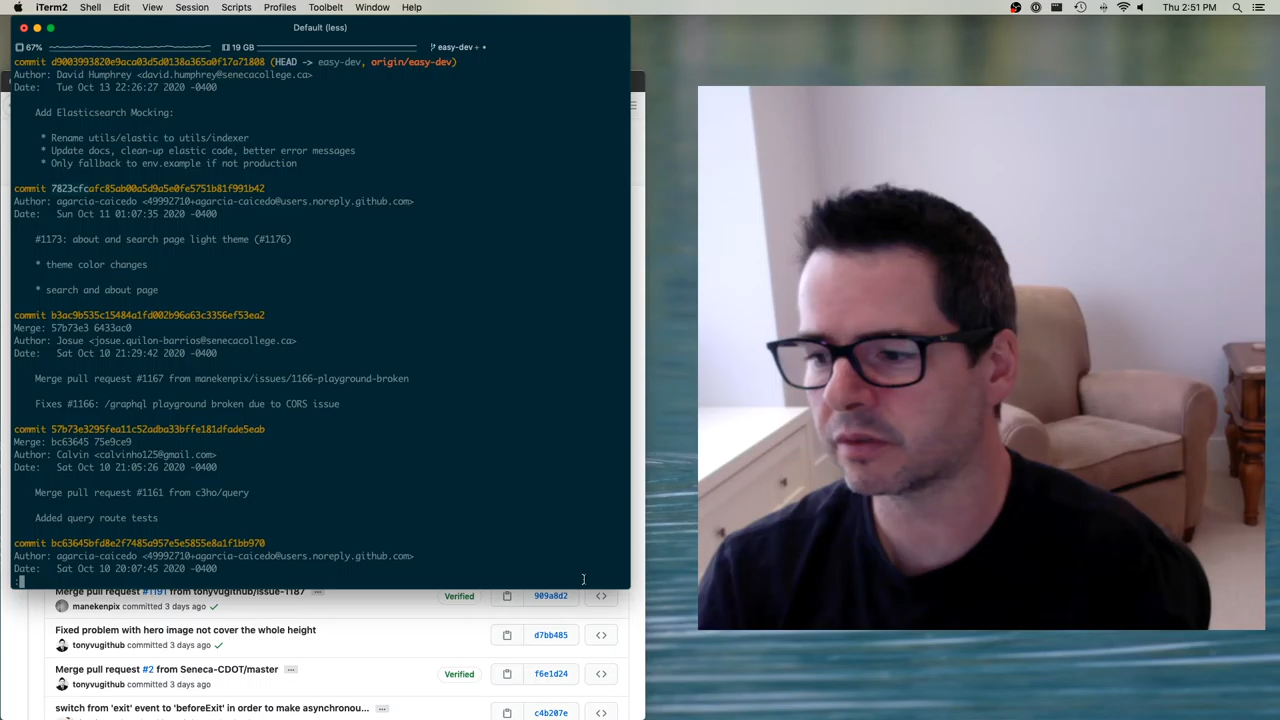 iTerm2 Shell Edit View Session Scripts Profiles Toolbelt Window Help
Thu 2:51 PM
Default (less)
67% 19 GB easy-dev + •
commit d9003993820e9aca03d5d0138a365a0f17a71808 (HEAD -> easy-dev, origin/easy-dev)
Author: David Humphrey <david.humphrey@senecacollege.ca>
Date: Tue Oct 13 22:26:27 2020 -0400
Add Elasticsearch Mocking:
* Rename utils/elastic to utils/indexer
* Update docs, clean-up elastic code, better error messages
* Only fallback to env.example if not production
commit 7823cfcafc85ab00a5d9a5e0fe5751b81f991b42
Author: agarcia-caicedo <49992710+agarcia-caicedo@users.noreply.github.com>
Date: Sun Oct 11 01:07:35 2020 -0400
#1173: about and search page light theme (#1176)
* theme color changes
* search and about page
commit b3ac9b535c15484a1fd002b96a63c3356ef53ea2
Merge: 57b73e3 6433ac0
Author: Josue <josue.quilon-barrios@senecacollege.ca>
Date: Sat Oct 10 21:29:42 2020 -0400
Merge pull request #1167 from manekenpix/issues/1166-playground-broken
Fixes #1166: /graphql playground broken due to CORS issue
commit 57b73e3295fea11c52adba33bffe181dfade5eab
Merge: bc63645 75e9ce9
Author: Calvin <calvinho125@gmail.com>
Date: Sat Oct 10 21:05:26 2020 -0400
Merge pull request #1161 from c3ho/query
Added query route tests
commit bc63645bfd8e2f7485a957e5e5855e8a1f1bb970
Author: agarcia-caicedo <49992710+agarcia-caicedo@users.noreply.github.com>
Date: Sat Oct 10 20:07:45 2020 -0400
:
Merge pull request #1191 from tonyvugithub/issue-1187 ...
manekenpix committed 3 days ago
Verified 909a8d2 <>
Fixed problem with hero image not cover the whole height
tonyvugithub committed 3 days ago
d7bb485 <>
Merge pull request #2 from Seneca-CDOT/master ...
tonyvugithub committed 3 days ago
Verified f6e1d24 <>
switch from 'exit' event to 'beforeExit' in order to make asynchronou... ...
c4b207e <>